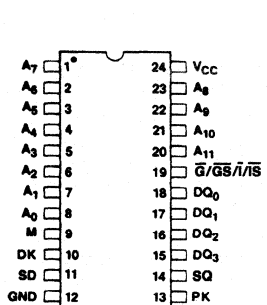 A₇ 1 24 VCC
A₆ 2 23 A₈
A₅ 3 22 A₉
A₄ 4 21 A₁₀
A₃ 5 20 A₁₁
A₂ 6 19 G̅/G̅S̅/I̅/I̅S̅
A₁ 7 18 DQ₀
A₀ 8 17 DQ₁
M 9 16 DQ₂
DK 10 15 DQ₃
SD 11 14 SQ
GND 12 13 PK